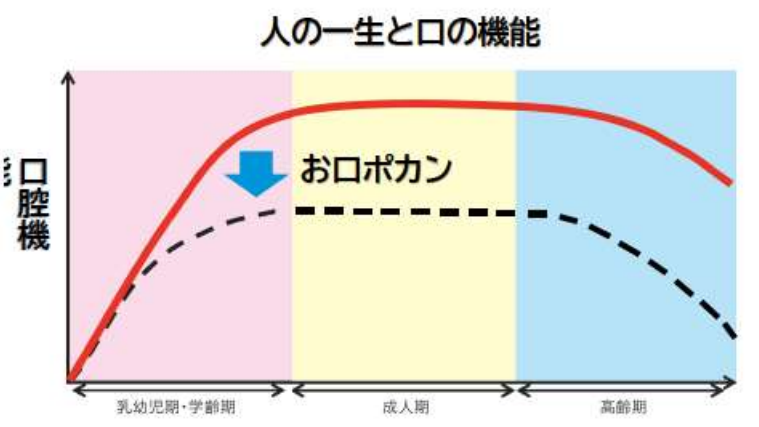 人の一生と口の機能
口腔機
お口ポカン
乳幼児期・学齢期
成人期
高齢期